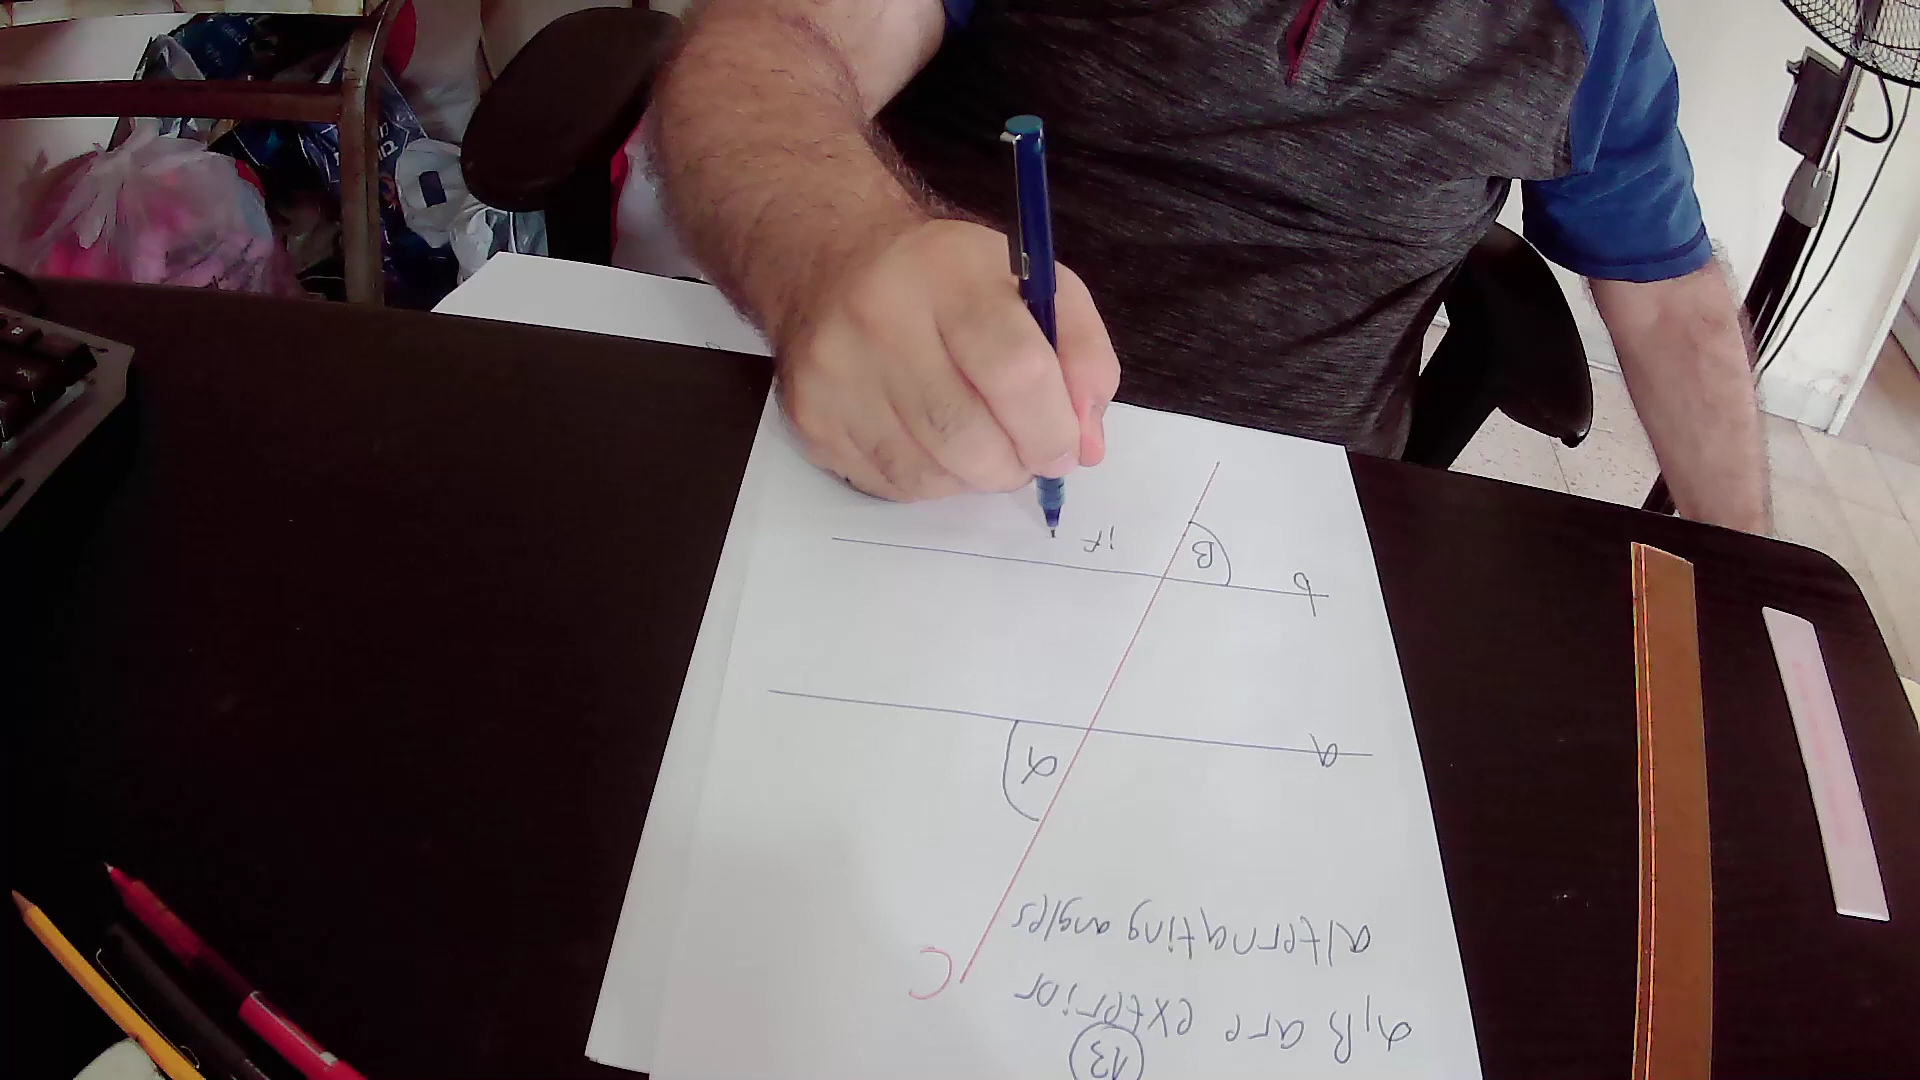 13
α,β are exterior
alternating angles
C
α
a
β
b
if